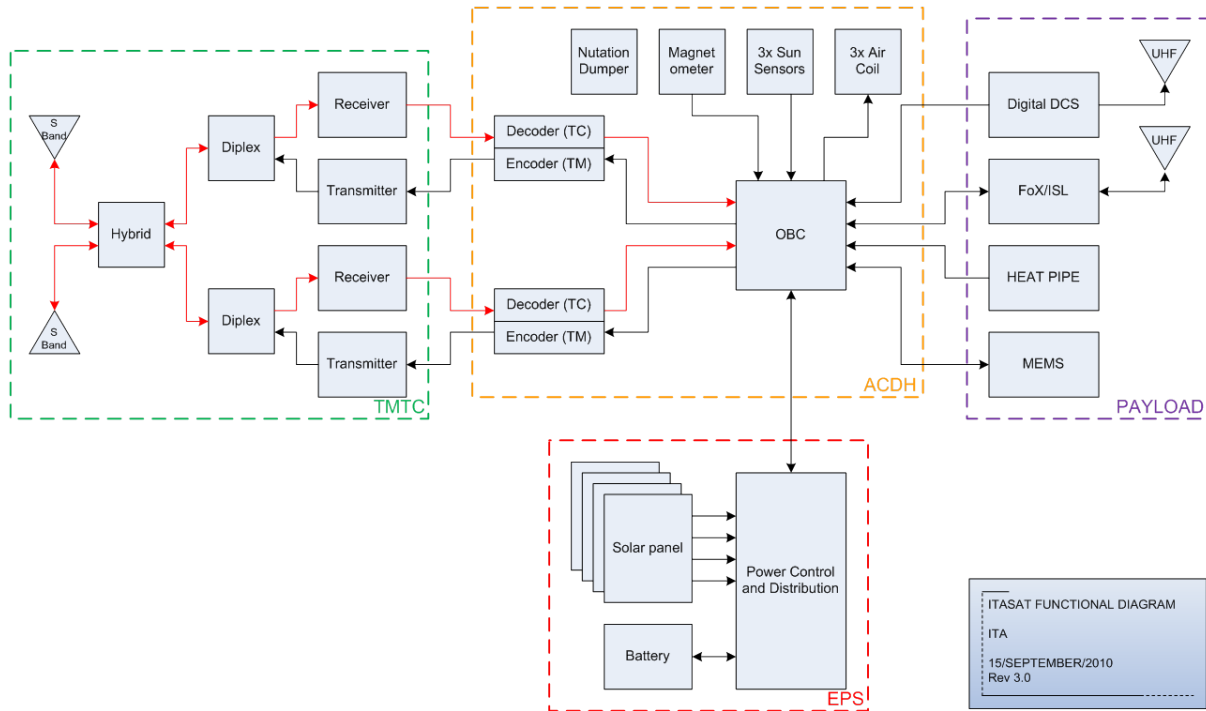 Nutation
Dumper
Magnet
ometer
3x Sun
Sensors
3x Air
Coil
UHF
Receiver
Digital DCS
S
Band
Decoder (TC)
Diplex
Encoder (TM)
UHF
Transmitter
FoX/ISL
Hybrid
OBC
Receiver
HEAT PIPE
Decoder (TC)
Diplex
Encoder (TM)
S
Band
Transmitter
MEMS
TMTC
ACDH
PAYLOAD
Solar panel
Power Control
and Distribution
Battery
EPS
ITASAT FUNCTIONAL DIAGRAM
ITA
15/SEPTEMBER/2010
Rev 3.0